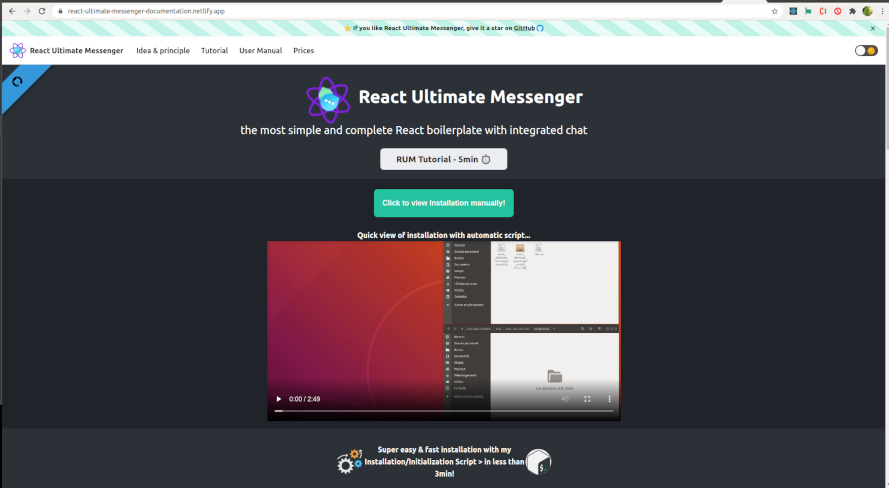 react-ultimate-messenger-documentation.netlify.app
⭐ If you like React Ultimate Messenger, give it a star on GitHub
React Ultimate Messenger Idea & principle Tutorial User Manual Prices
React Ultimate Messenger
the most simple and complete React boilerplate with integrated chat
RUM Tutorial - 5min ⏱
Click to view Installation manually!
Quick view of installation with automatic script...
0:00 / 2:49
Super easy & fast installation with my
Installation/Initialization Script > in less than
3min!